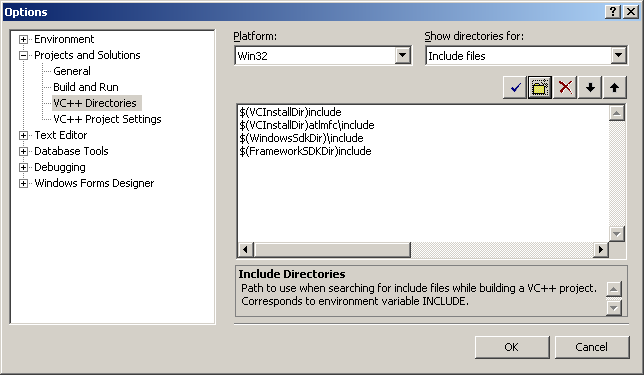 Options
Environment
Projects and Solutions
General
Build and Run
VC++ Directories
VC++ Project Settings
Text Editor
Database Tools
Debugging
Windows Forms Designer
Platform:
Show directories for:
Win32
Include files
$(VCInstallDir)include
$(VCInstallDir)atlmfc\include
$(WindowsSdkDir)\include
$(FrameworkSDKDir)include
Include Directories
Path to use when searching for include files while building a VC++ project.
Corresponds to environment variable INCLUDE.
OK
Cancel